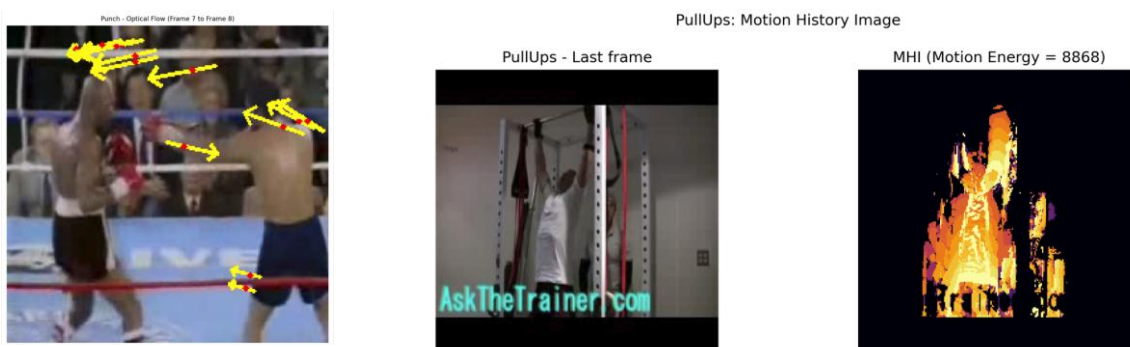 Punch - Optical Flow (Frame 7 to Frame 8)
LIVE
PullUps: Motion History Image
PullUps - Last frame
AskTheTrainer.com
MHI (Motion Energy = 8868)